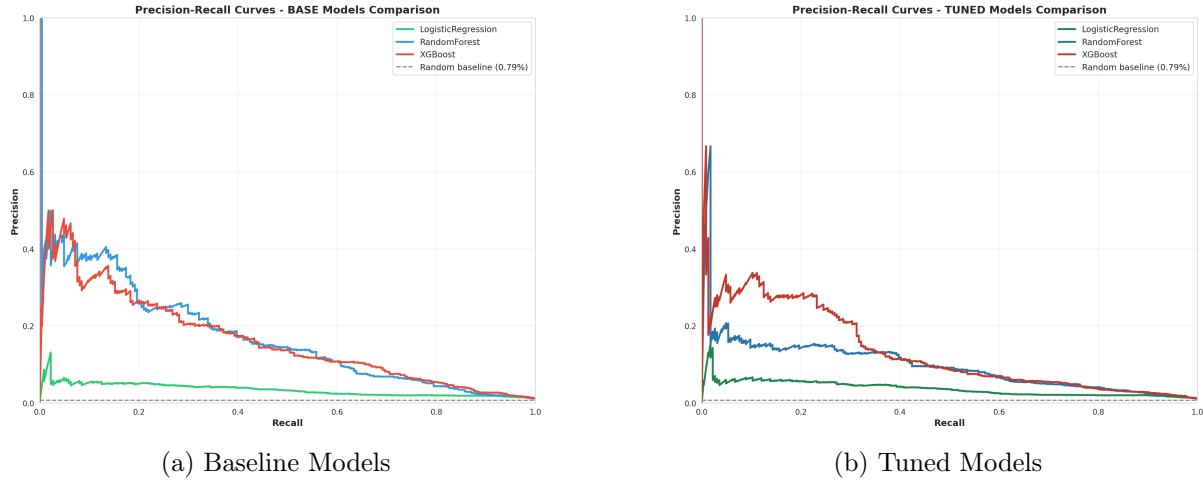 Precision-Recall Curves - BASE Models Comparison
1.0
0.8
0.6
0.4
0.2
0.0
Precision
0.0 0.2 0.4 0.6 0.8 1.0
Recall
LogisticRegression
RandomForest
XGBoost
Random baseline (0.79%)
(a) Baseline Models
Precision-Recall Curves - TUNED Models Comparison
1.0
0.8
0.6
0.4
0.2
0.0
Precision
0.0 0.2 0.4 0.6 0.8 1.0
Recall
LogisticRegression
RandomForest
XGBoost
Random baseline (0.79%)
(b) Tuned Models